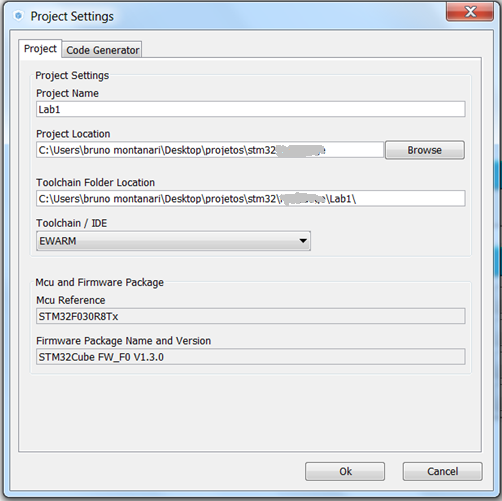 Project Settings
Project
Code Generator
Project Settings
Project Name
Lab1
Project Location
C:\Users\bruno montanari\Desktop\projetos\stm32
Browse
Toolchain Folder Location
C:\Users\bruno montanari\Desktop\projetos\stm32\ \Lab1\
Toolchain / IDE
EWARM
Mcu and Firmware Package
Mcu Reference
STM32F030R8Tx
Firmware Package Name and Version
STM32Cube FW_F0 V1.3.0
Ok
Cancel